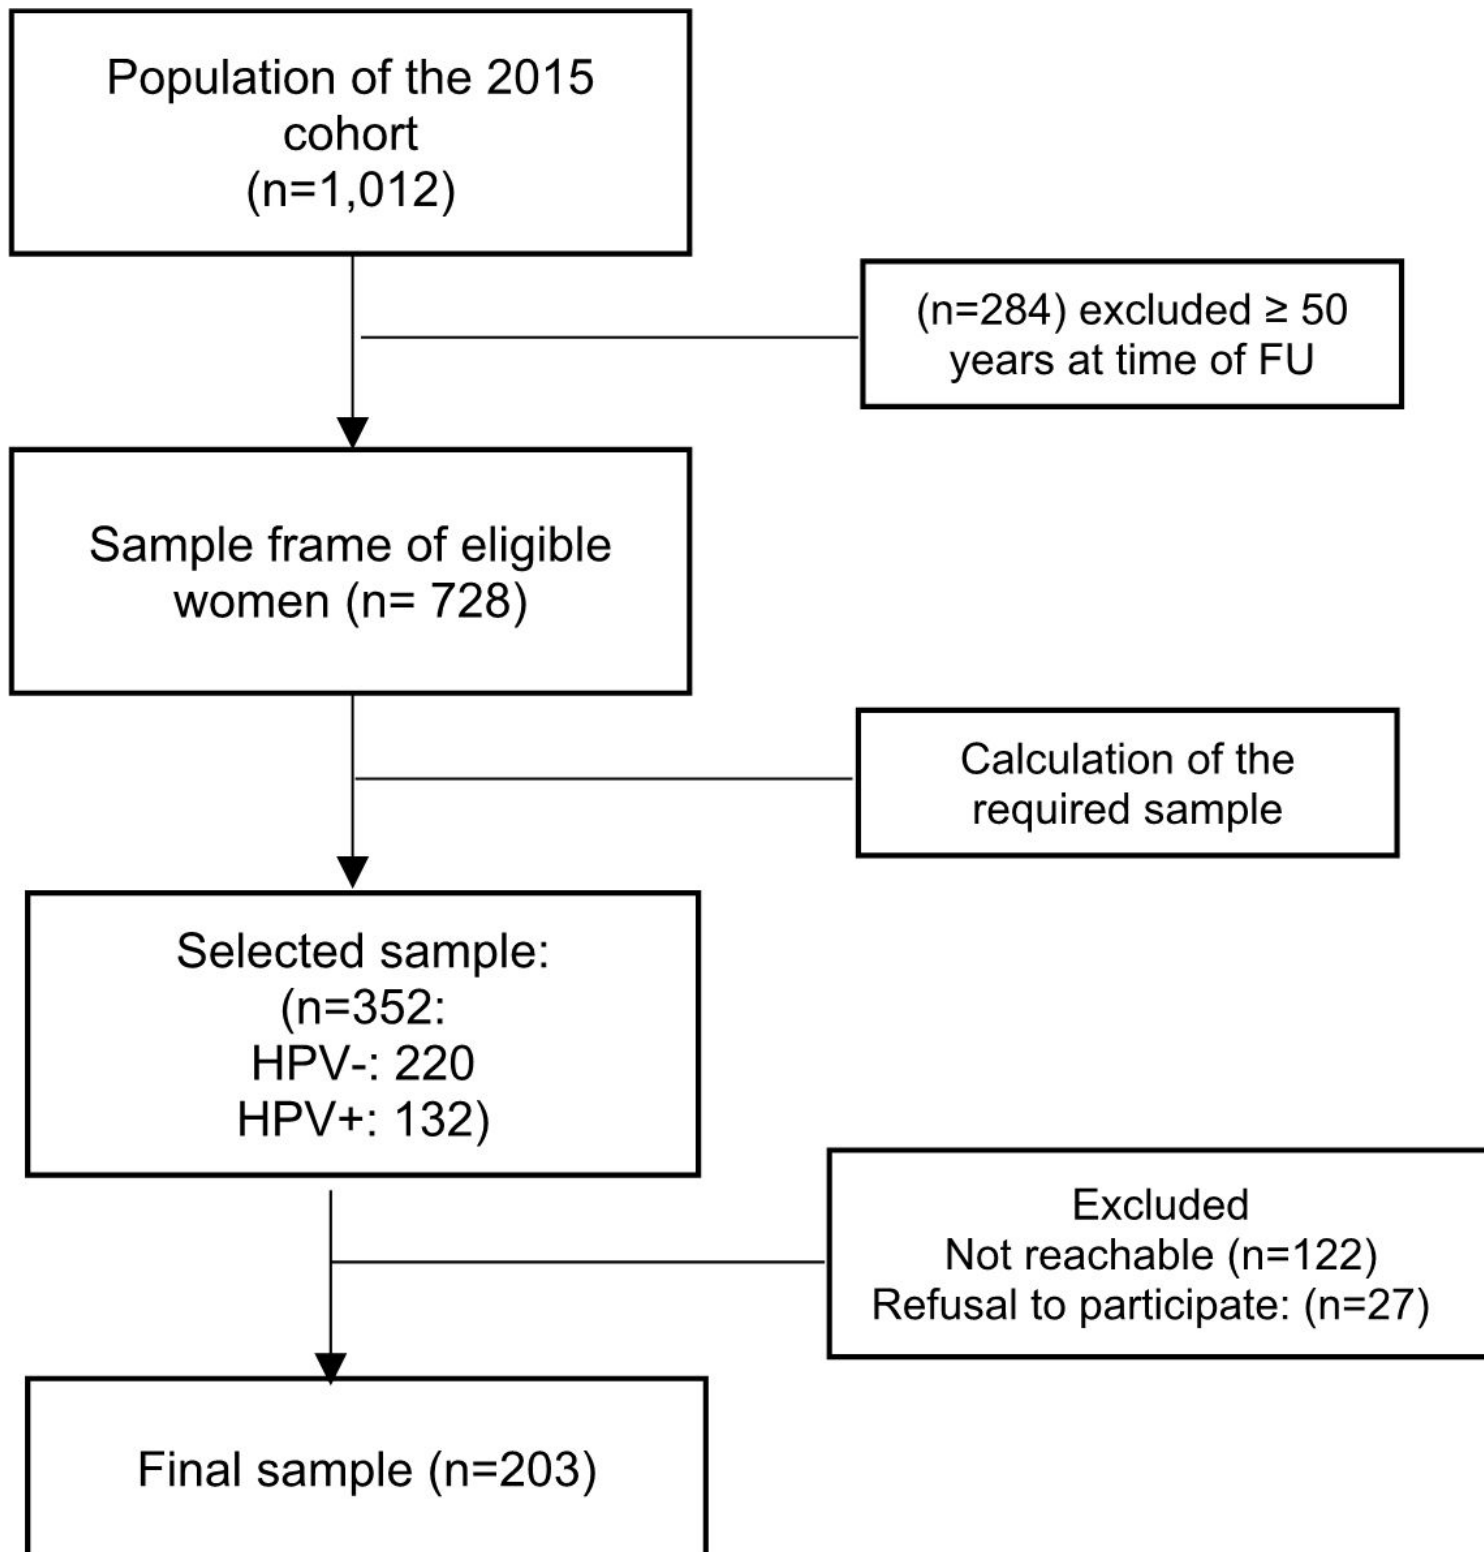 Population of the 2015
cohort
(n=1,012)
(n=284) excluded ≥ 50
years at time of FU
Sample frame of eligible
women (n= 728)
Calculation of the
required sample
Selected sample:
(n=352:
HPV-: 220
HPV+: 132)
Excluded
Not reachable (n=122)
Refusal to participate: (n=27)
Final sample (n=203)